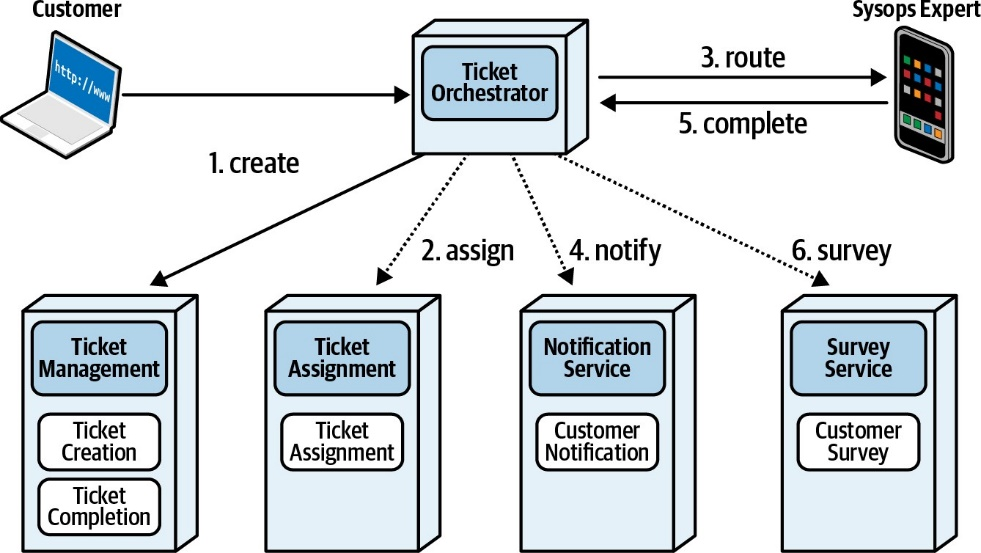 Customer
Sysops Expert
http://www
Ticket
Orchestrator
3. route
5. complete
1. create
2. assign
4. notify
6. survey
Ticket
Management
Ticket
Creation
Ticket
Completion
Ticket
Assignment
Ticket
Assignment
Notification
Service
Customer
Notification
Survey
Service
Customer
Survey